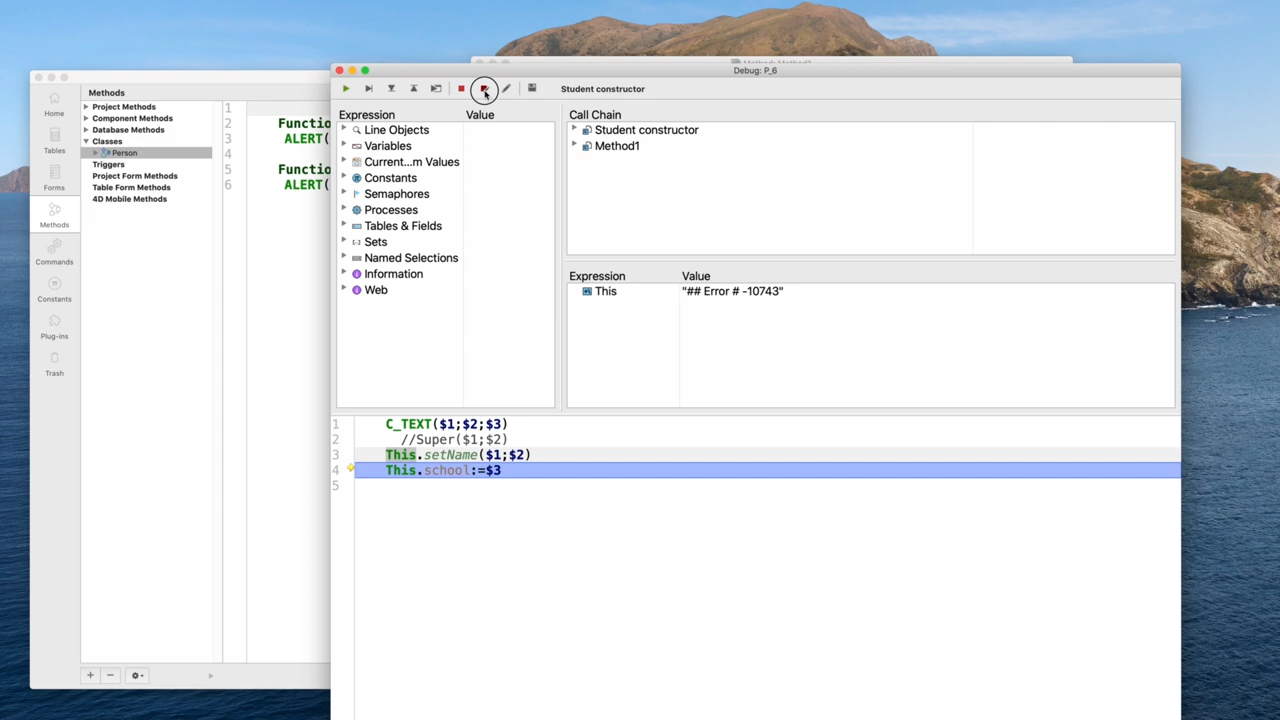 Method: Method1
Debug: P_6
Student constructor
Methods
Home
Tables
Forms
Methods
Commands
Constants
Plug-ins
Trash
Project Methods
Component Methods
Database Methods
Classes
Person
Triggers
Project Form Methods
Table Form Methods
4D Mobile Methods
1
2 Functio
3 ALERT(
4
5 Functio
6 ALERT(
Expression Value
Line Objects
Variables
Current...m Values
Constants
Semaphores
Processes
Tables & Fields
Sets
Named Selections
Information
Web
Call Chain
Student constructor
Method1
Expression Value
This "## Error # -10743"
1 C_TEXT($1;$2;$3)
2 //Super($1;$2)
3 This.setName($1;$2)
4 This.school:=$3
5